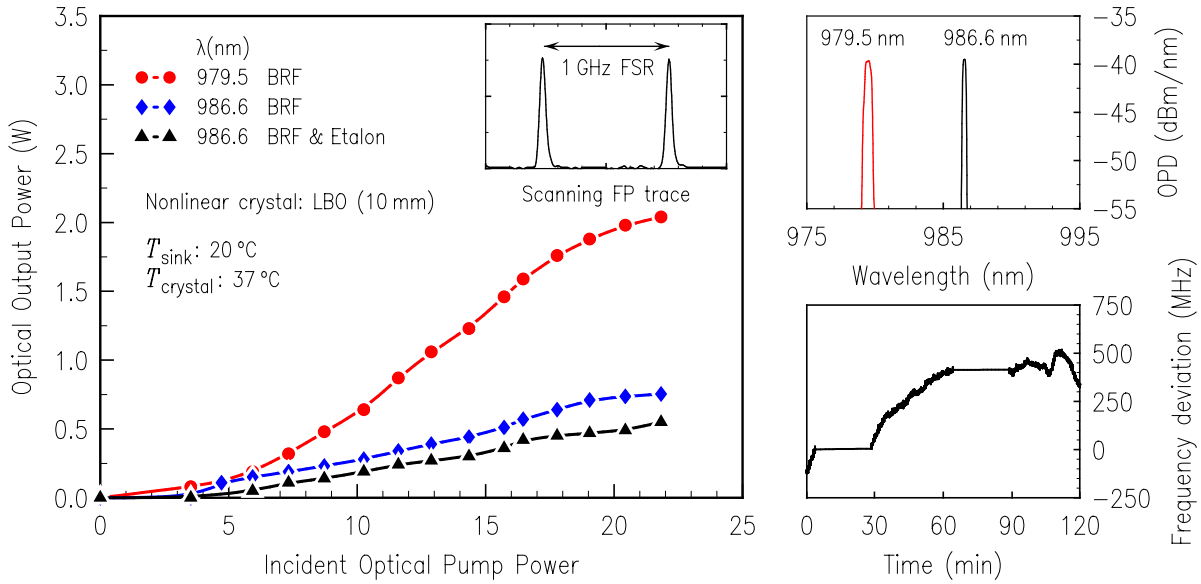 3.5
3.0
2.5
2.0
1.5
1.0
0.5
0.0
Optical Output Power (W)
λ(nm)
979.5 BRF
986.6 BRF
986.6 BRF & Etalon
Nonlinear crystal: LBO (10 mm)
Tsink: 20 °C
Tcrystal: 37 °C
1 GHz FSR
Scanning FP trace
0 5 10 15 20 25
Incident Optical Pump Power
979.5 nm 986.6 nm
−35
−40
−45
−50
−55
OPD (dBm/nm)
975 985 995
Wavelength (nm)
750
500
250
0
−250
Frequency deviation (MHz)
0 30 60 90 120
Time (min)